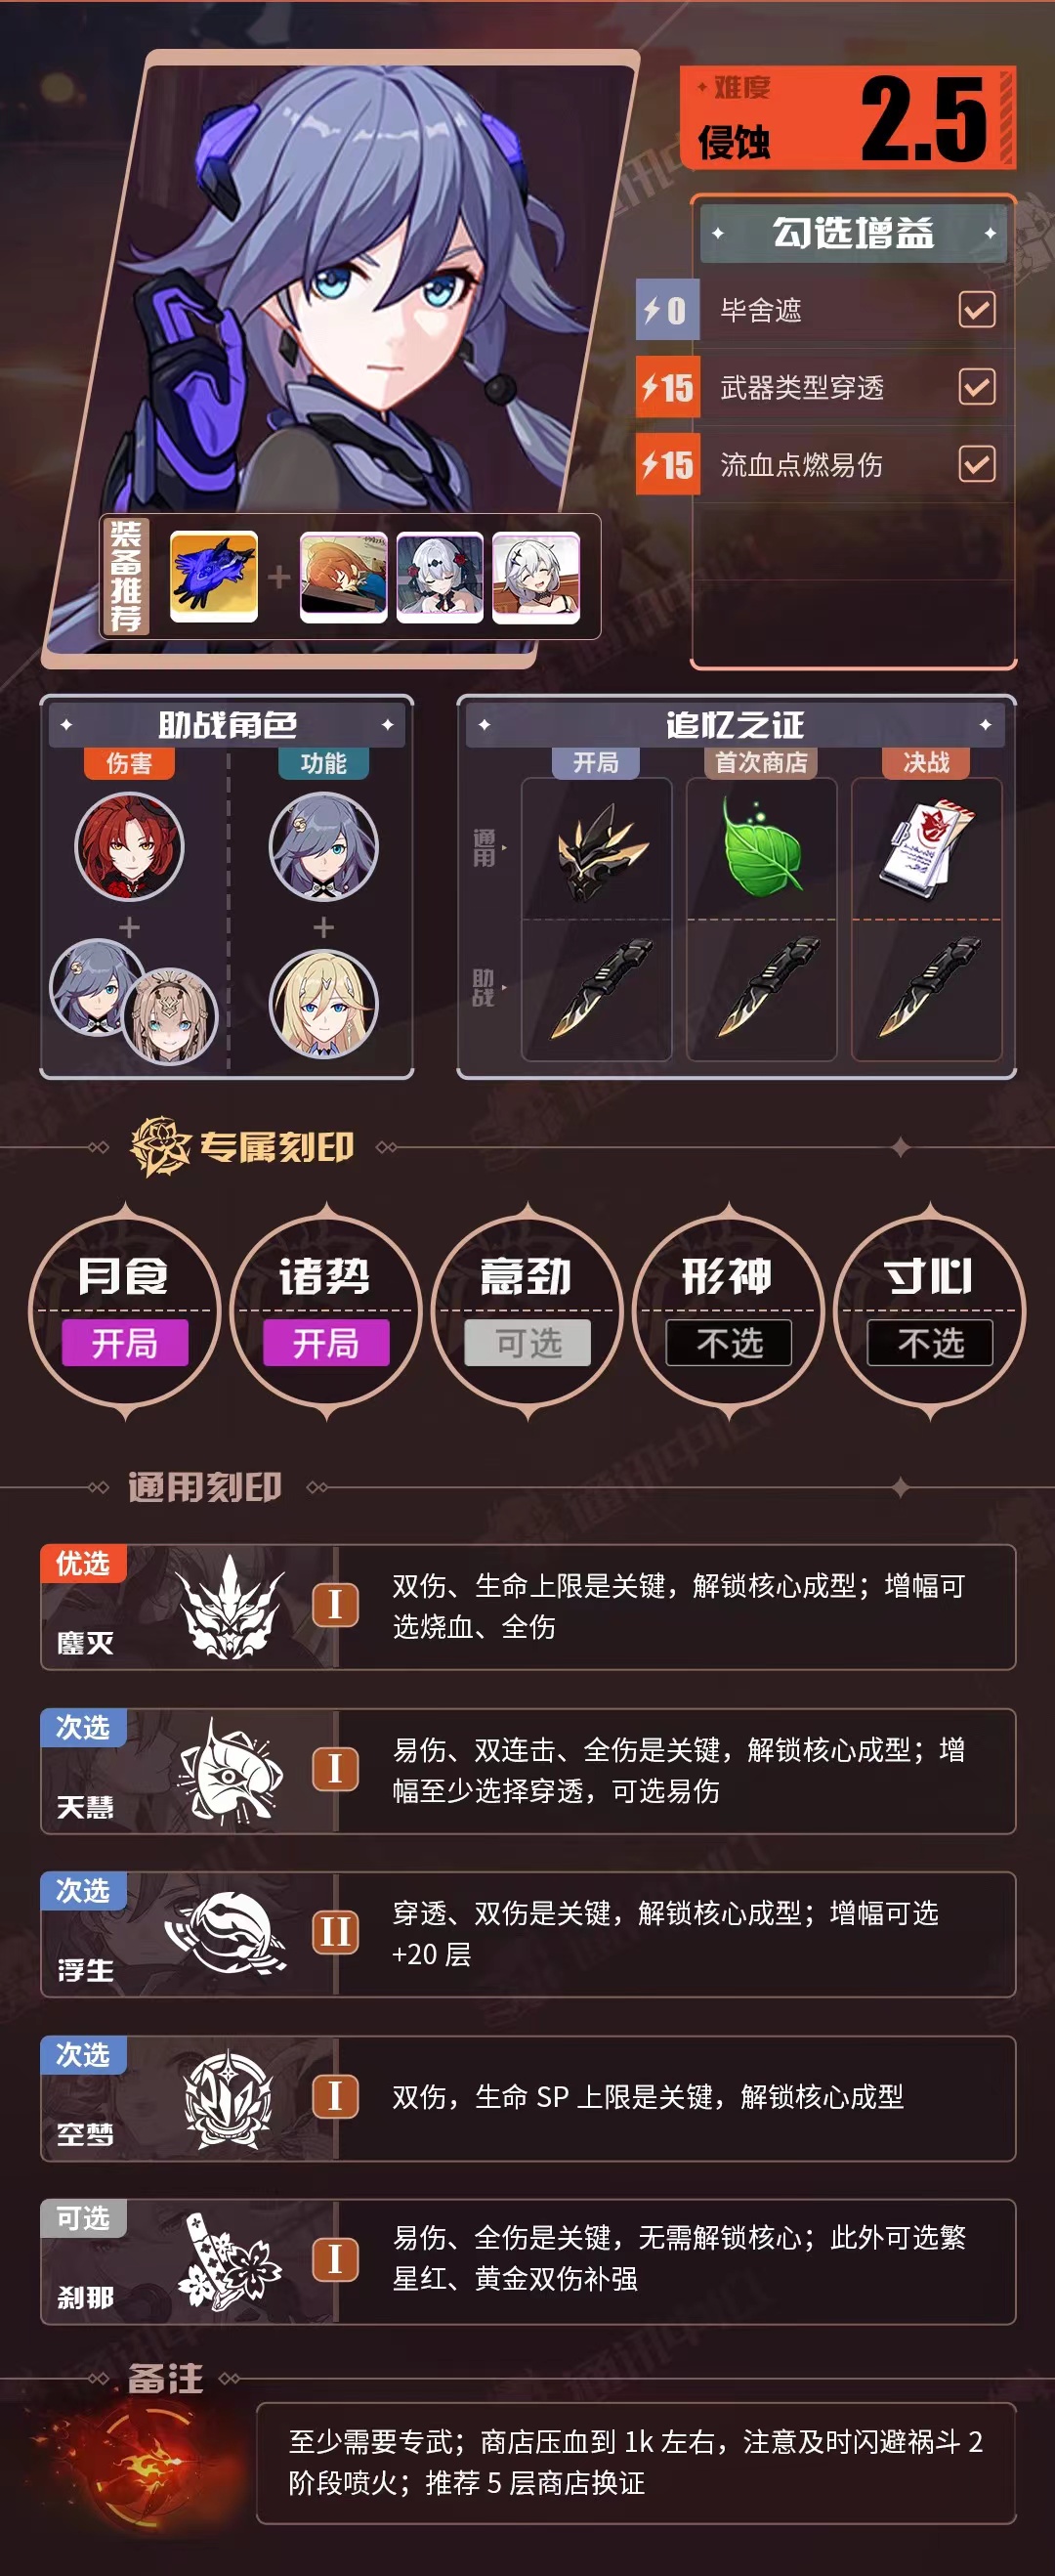 难度
侵蚀
2.5
勾选增益
0 毕舍遮
15 武器类型穿透
15 流血点燃易伤
装备推荐
助战角色
伤害 功能
追忆之证
开局 首次商店 决战
通用
助战
专属刻印
月食 诸势 意劲 形神 寸心
开局 开局 可选 不选 不选
通用刻印
优选
鏖灭
I
双伤、生命上限是关键，解锁核心成型；增幅可
选烧血、全伤
次选
天慧
I
易伤、双连击、全伤是关键，解锁核心成型；增
幅至少选择穿透，可选易伤
次选
浮生
II
穿透、双伤是关键，解锁核心成型；增幅可选
+20 层
次选
空梦
I
双伤，生命 SP 上限是关键，解锁核心成型
可选
刹那
I
易伤、全伤是关键，无需解锁核心；此外可选繁
星红、黄金双伤补强
备注
至少需要专武；商店压血到 1k 左右，注意及时闪避祸斗 2
阶段喷火；推荐 5 层商店换证